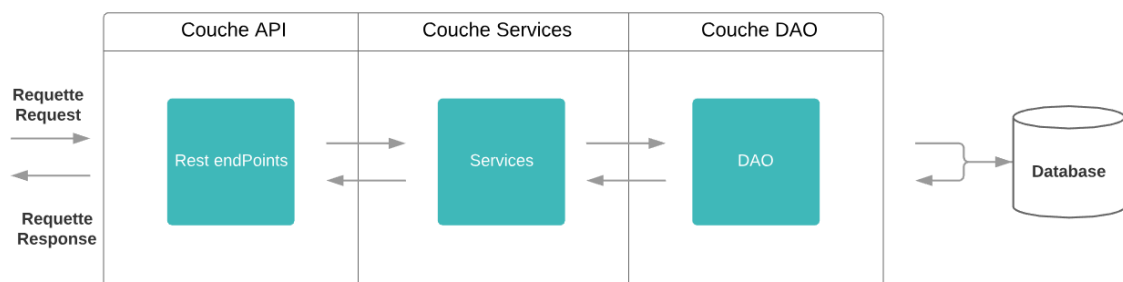 Couche API
Couche Services
Couche DAO
Requette
Request
Rest endPoints
Services
DAO
Database
Requette
Response